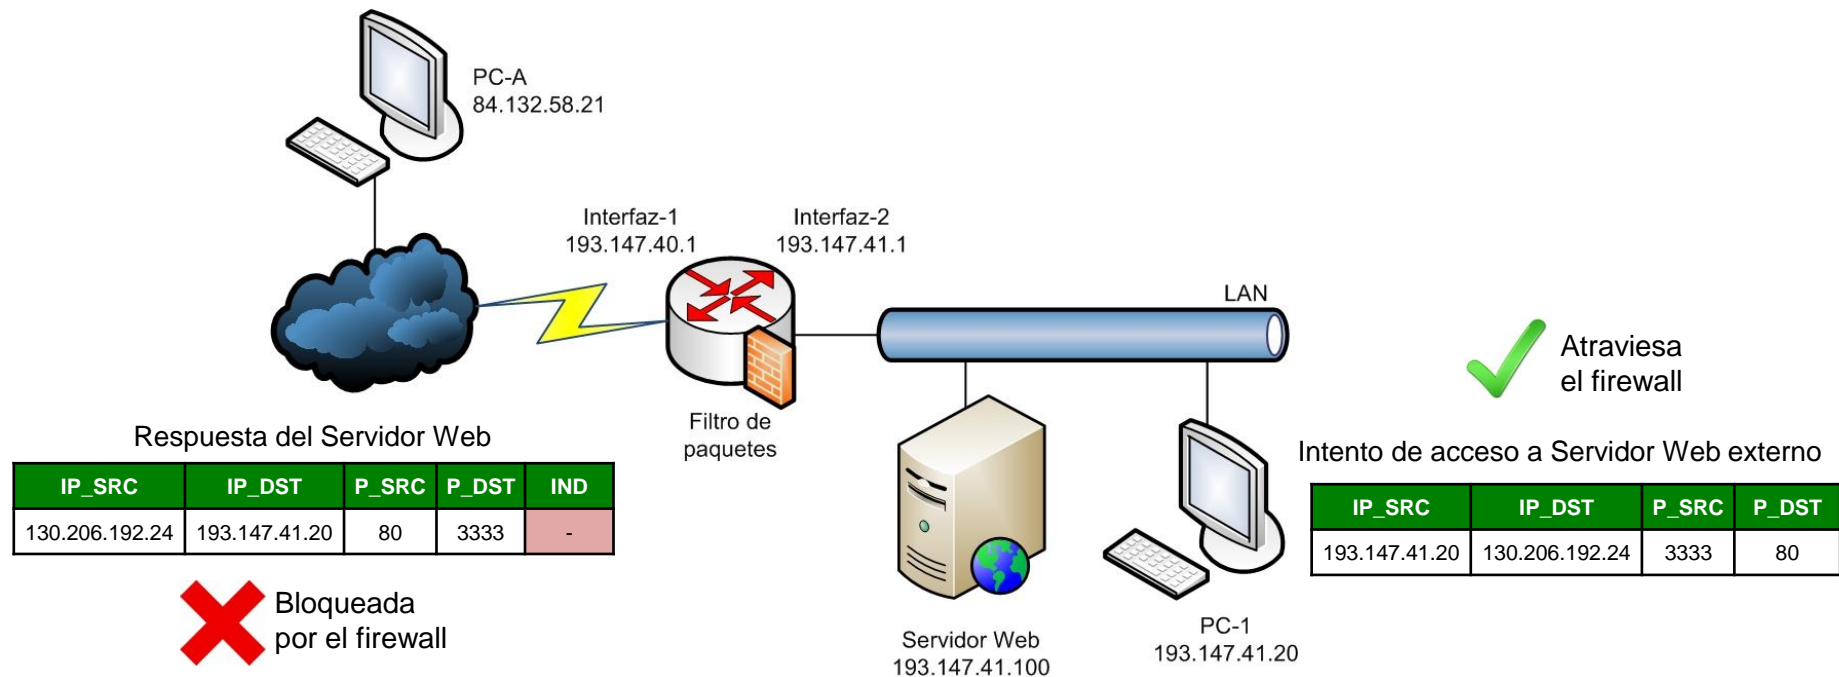 PC-A
84.132.58.21
Interfaz-1
193.147.40.1
Interfaz-2
193.147.41.1
LAN
Filtro de
paquetes
Atraviesa
el firewall
Respuesta del Servidor Web
IP_SRC IP_DST P_SRC P_DST IND
130.206.192.24 193.147.41.20 80 3333 -
Bloqueada
por el firewall
Intento de acceso a Servidor Web externo
IP_SRC IP_DST P_SRC P_DST
193.147.41.20 130.206.192.24 3333 80
Servidor Web
193.147.41.100
PC-1
193.147.41.20